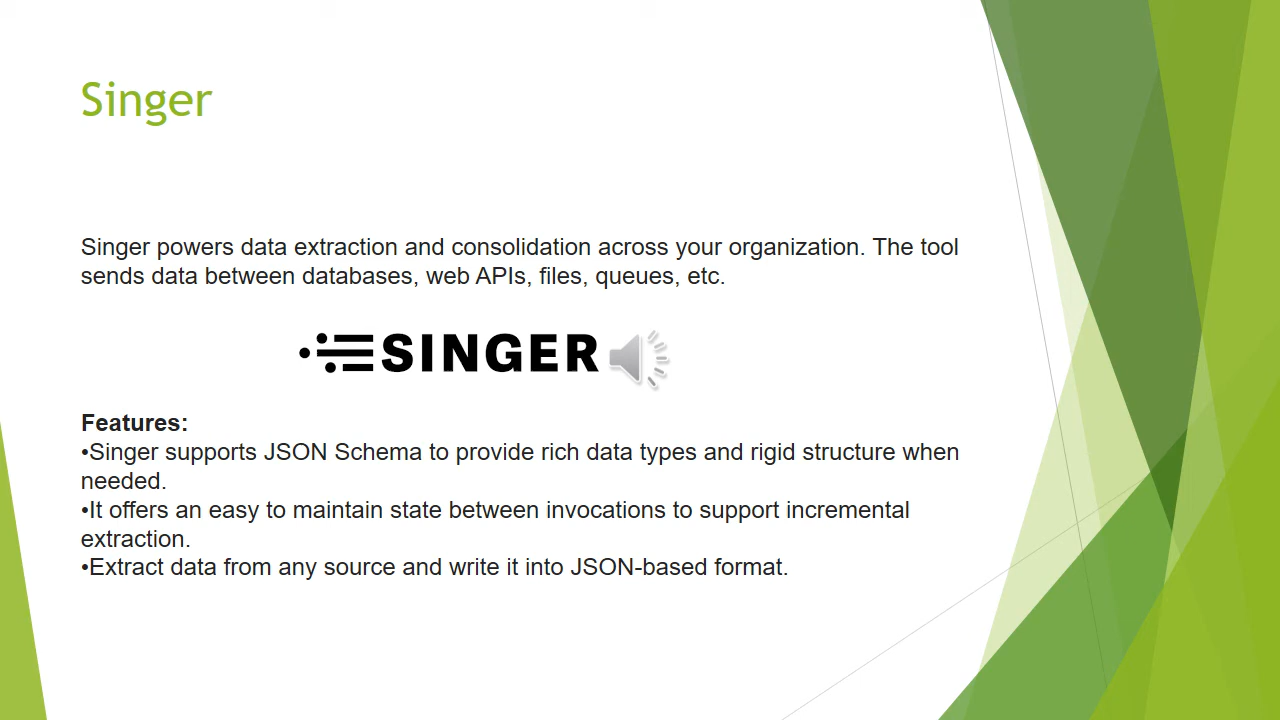 Singer
Singer powers data extraction and consolidation across your organization. The tool
sends data between databases, web APIs, files, queues, etc.
SINGER
Features:
•Singer supports JSON Schema to provide rich data types and rigid structure when
needed.
•It offers an easy to maintain state between invocations to support incremental
extraction.
•Extract data from any source and write it into JSON-based format.